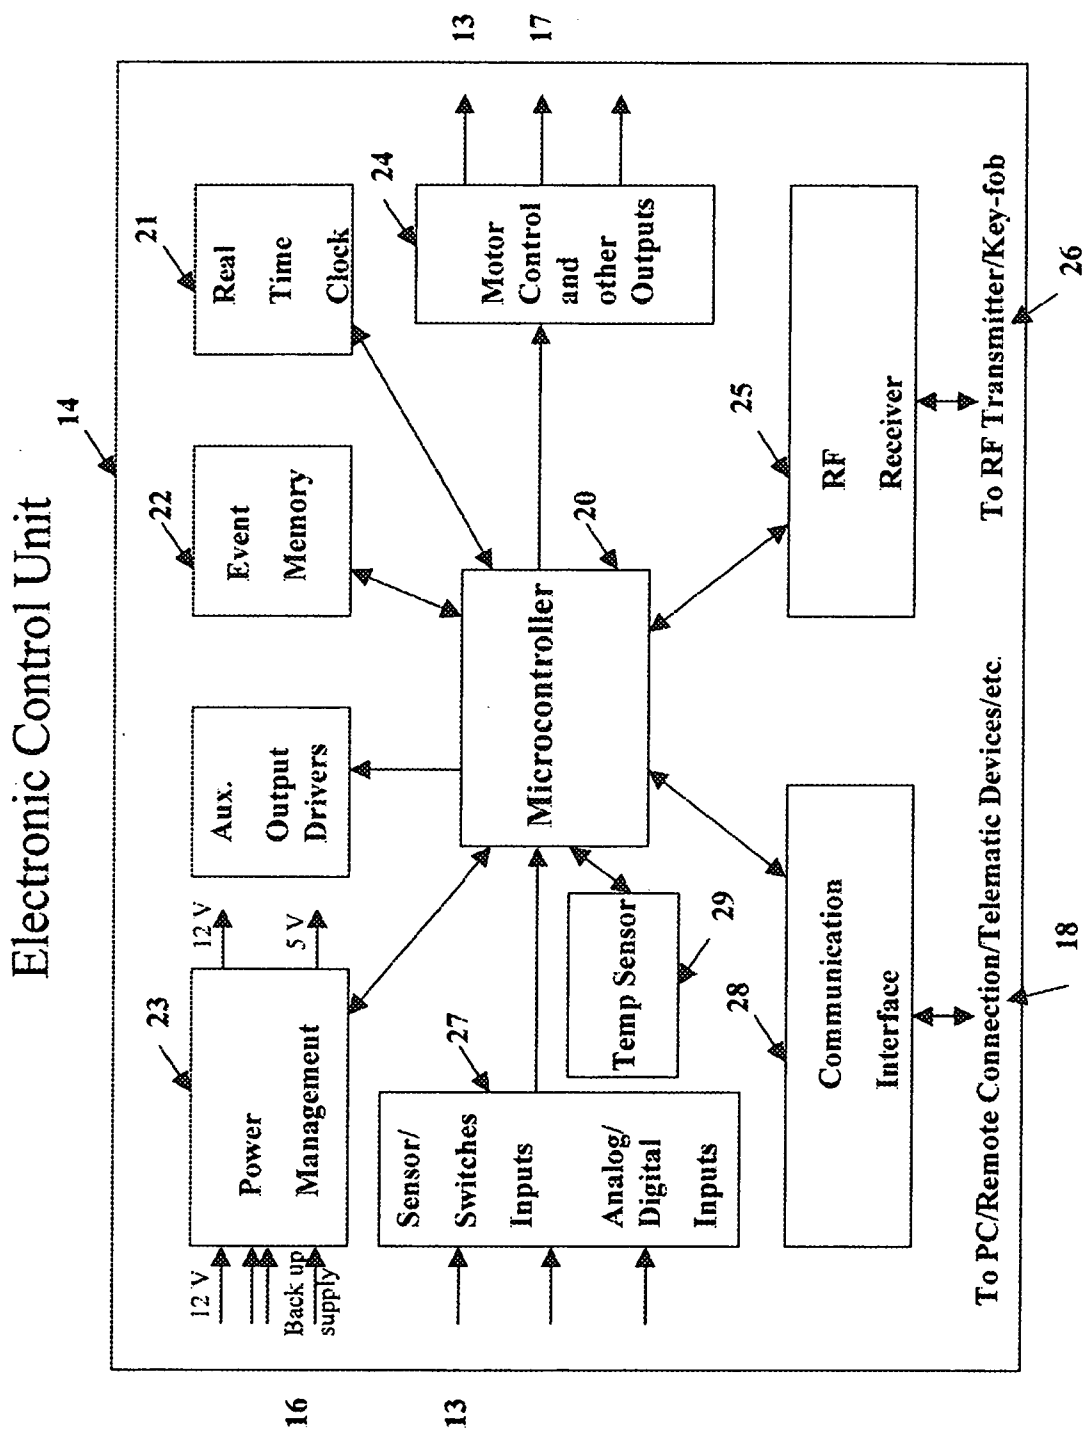 Electronic Control Unit
14
23
22
21
12 V
Back up
supply
16
Power
Management
12 V
5 V
Aux.
Output
Drivers
Event
Memory
Real
Time
Clock
13
27
Sensor/
Switches
Inputs
Analog/
Digital
Inputs
Temp Sensor
29
Microcontroller
20
24
Motor
Control
and
other
Outputs
13
17
28
Communication
Interface
25
RF
Receiver
To PC/Remote Connection/Telematic Devices/etc.
To RF Transmitter/Key-fob
18
26